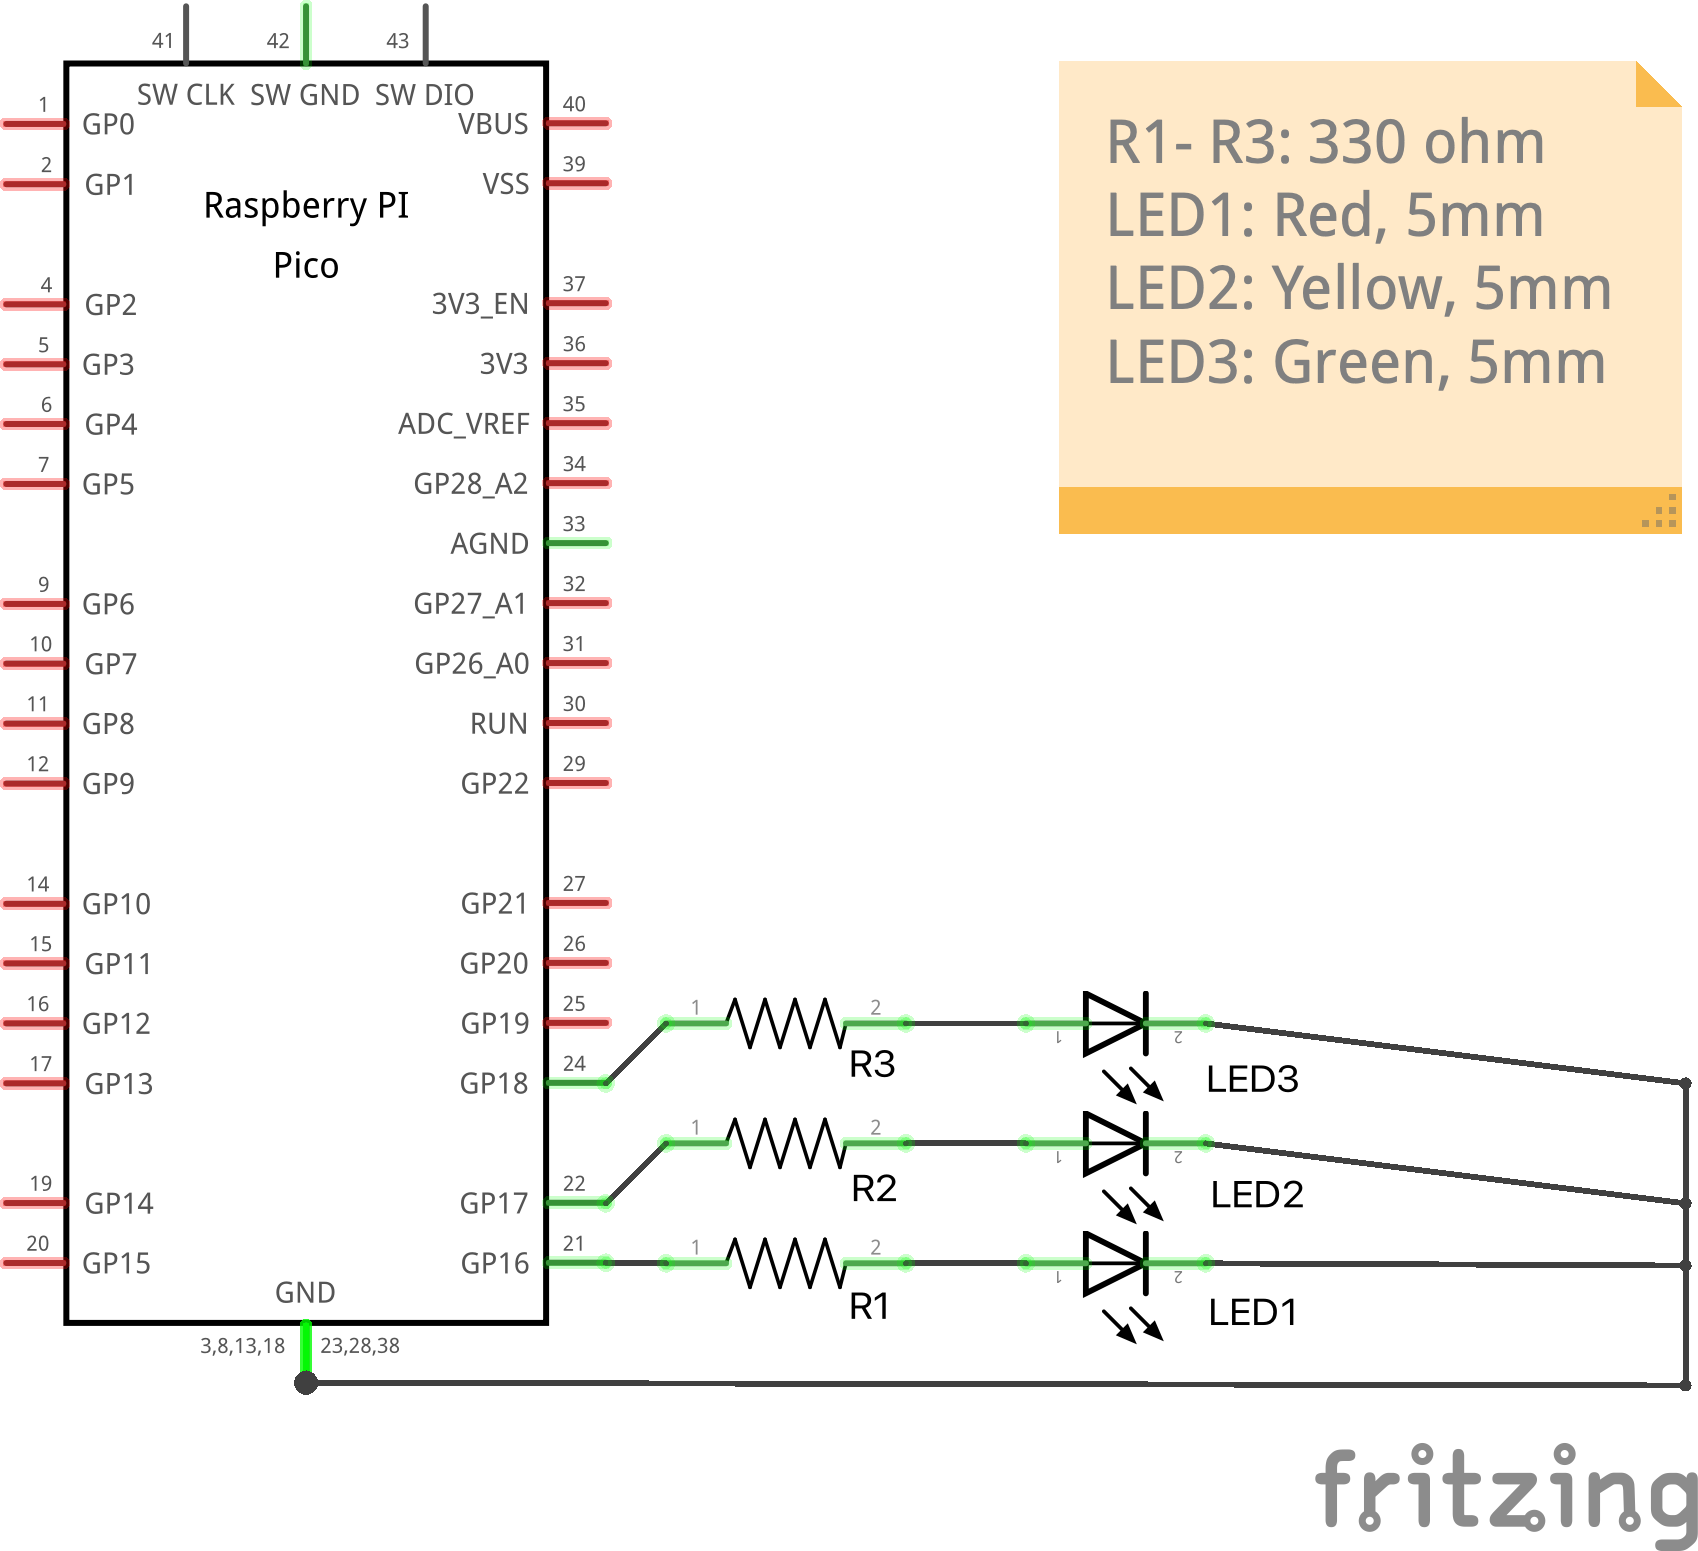 41 42 43
SW CLK SW GND SW DIO
1 GP0 VBUS 40
2 GP1 VSS 39
Raspberry PI
Pico
4 GP2 3V3_EN 37
5 GP3 3V3 36
6 GP4 ADC_VREF 35
7 GP5 GP28_A2 34
AGND 33
9 GP6 GP27_A1 32
10 GP7 GP26_A0 31
11 GP8 RUN 30
12 GP9 GP22 29
14 GP10 GP21 27
15 GP11 GP20 26
16 GP12 GP19 25
17 GP13 GP18 24
19 GP14 GP17 22
20 GP15 GP16 21
GND
3,8,13,18 23,28,38
1 2 R3 1 2 LED3
1 2 R2 1 2 LED2
1 2 R1 1 2 LED1
R1- R3: 330 ohm
LED1: Red, 5mm
LED2: Yellow, 5mm
LED3: Green, 5mm
fritzing